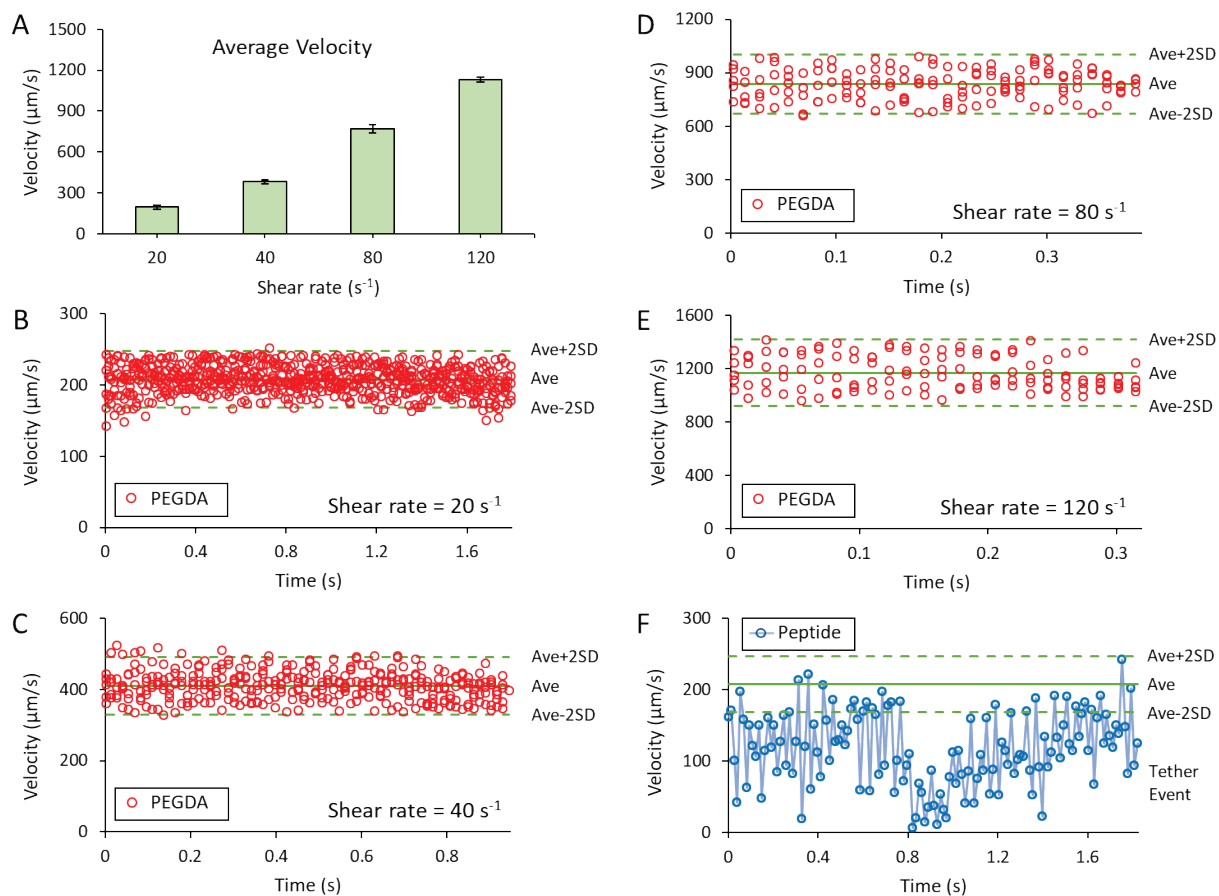 A
Average Velocity
Velocity (µm/s)
1500
1200
900
600
300
0
20 40 80 120
Shear rate (s⁻¹)
B
Velocity (µm/s)
300
200
100
0
Ave+2SD
Ave
Ave-2SD
PEGDA
Shear rate = 20 s⁻¹
0 0.4 0.8 1.2 1.6
Time (s)
C
Velocity (µm/s)
600
400
200
0
Ave+2SD
Ave
Ave-2SD
PEGDA
Shear rate = 40 s⁻¹
0 0.2 0.4 0.6 0.8
Time (s)
D
Velocity (µm/s)
1200
900
600
300
0
Ave+2SD
Ave
Ave-2SD
PEGDA
Shear rate = 80 s⁻¹
0 0.1 0.2 0.3
Time (s)
E
Velocity (µm/s)
1600
1200
800
400
0
Ave+2SD
Ave
Ave-2SD
PEGDA
Shear rate = 120 s⁻¹
0 0.1 0.2 0.3
Time (s)
F
Velocity (µm/s)
300
200
100
0
Peptide
Ave+2SD
Ave
Ave-2SD
Tether
Event
0 0.4 0.8 1.2 1.6
Time (s)